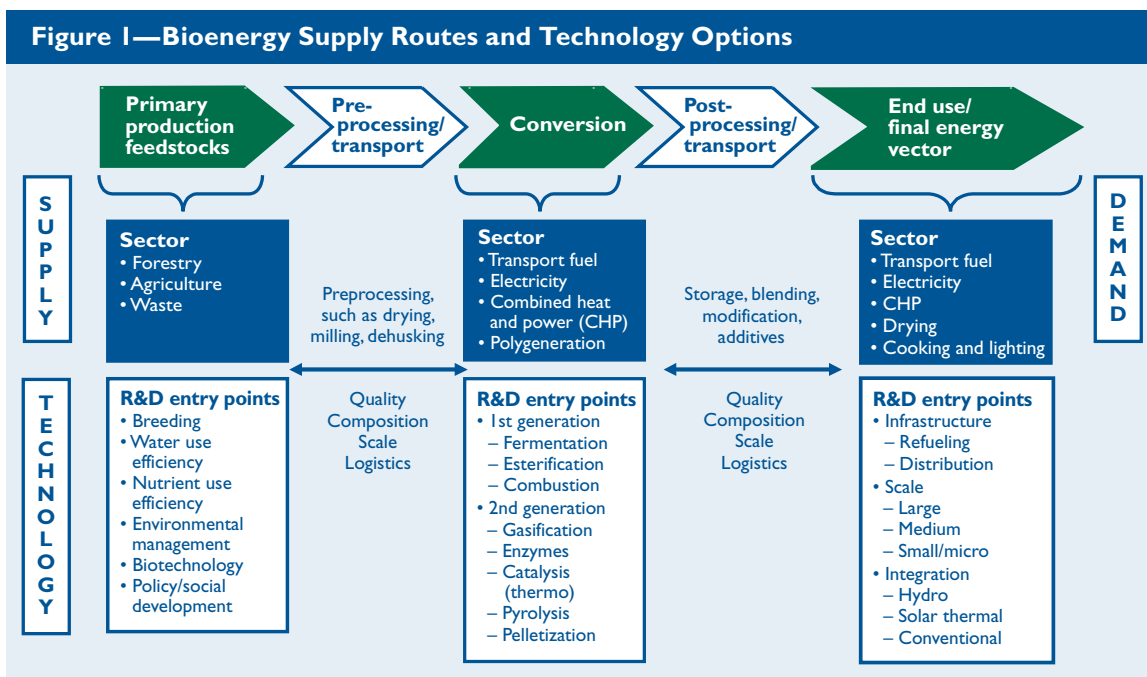 Figure 1—Bioenergy Supply Routes and Technology Options
Primary
production
feedstocks
Pre-
processing/
transport
Conversion
Post-
processing/
transport
End use/
final energy
vector
SUPPLY
Sector
• Forestry
• Agriculture
• Waste
Preprocessing,
such as drying,
milling, dehusking
Sector
• Transport fuel
• Electricity
• Combined heat
and power (CHP)
• Polygeneration
Storage, blending,
modification,
additives
Sector
• Transport fuel
• Electricity
• CHP
• Drying
• Cooking and lighting
DEMAND
TECHNOLOGY
R&D entry points
• Breeding
• Water use
efficiency
• Nutrient use
efficiency
• Environmental
management
• Biotechnology
• Policy/social
development
Quality
Composition
Scale
Logistics
R&D entry points
• 1st generation
– Fermentation
– Esterification
– Combustion
• 2nd generation
– Gasification
– Enzymes
– Catalysis
(thermo)
– Pyrolysis
– Pelletization
Quality
Composition
Scale
Logistics
R&D entry points
• Infrastructure
– Refueling
– Distribution
• Scale
– Large
– Medium
– Small/micro
• Integration
– Hydro
– Solar thermal
– Conventional